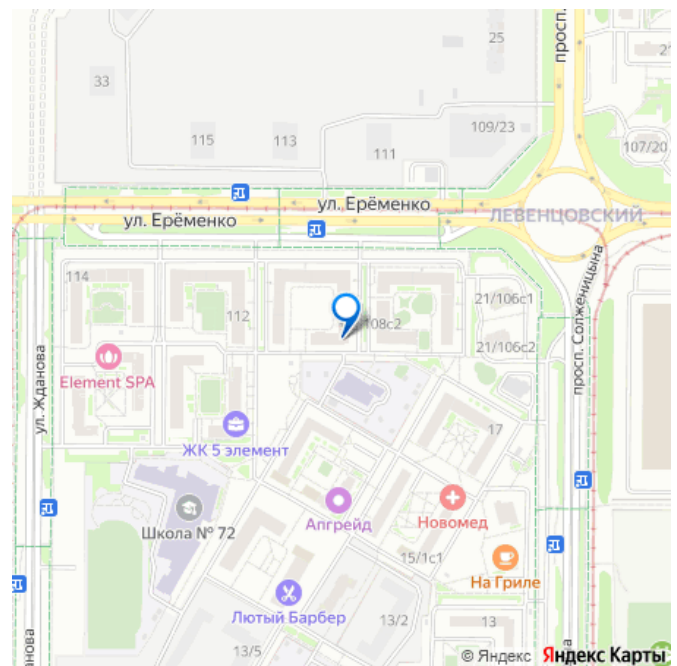 25
просп.
33
115
113
109/23
111
107/20
ул. Ерёменко
ул. Ерёменко
ЛЕВЕНЦОВСКИЙ
114
112
108с2
21/106с1
21/106с2
просп. Солженицына
ул. Жданова
Element SPA
ЖК 5 элемент
17
Школа № 72
Апгрейд
Новомед
15/1с1
На Гриле
Лютый Барбер
13/2
13
13/5
© Яндекс Яндекс Карты